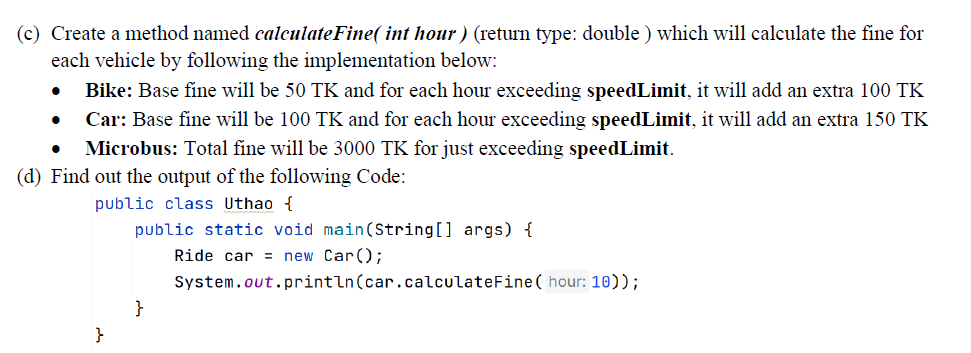 (c) Create a method named calculateFine( int hour ) (return type: double ) which will calculate the fine for
each vehicle by following the implementation below:
• Bike: Base fine will be 50 TK and for each hour exceeding speedLimit, it will add an extra 100 TK
• Car: Base fine will be 100 TK and for each hour exceeding speedLimit, it will add an extra 150 TK
• Microbus: Total fine will be 3000 TK for just exceeding speedLimit.
(d) Find out the output of the following Code:
public class Uthao {
public static void main(String[] args) {
Ride car = new Car();
System.out.println(car.calculateFine( hour: 10));
}
}